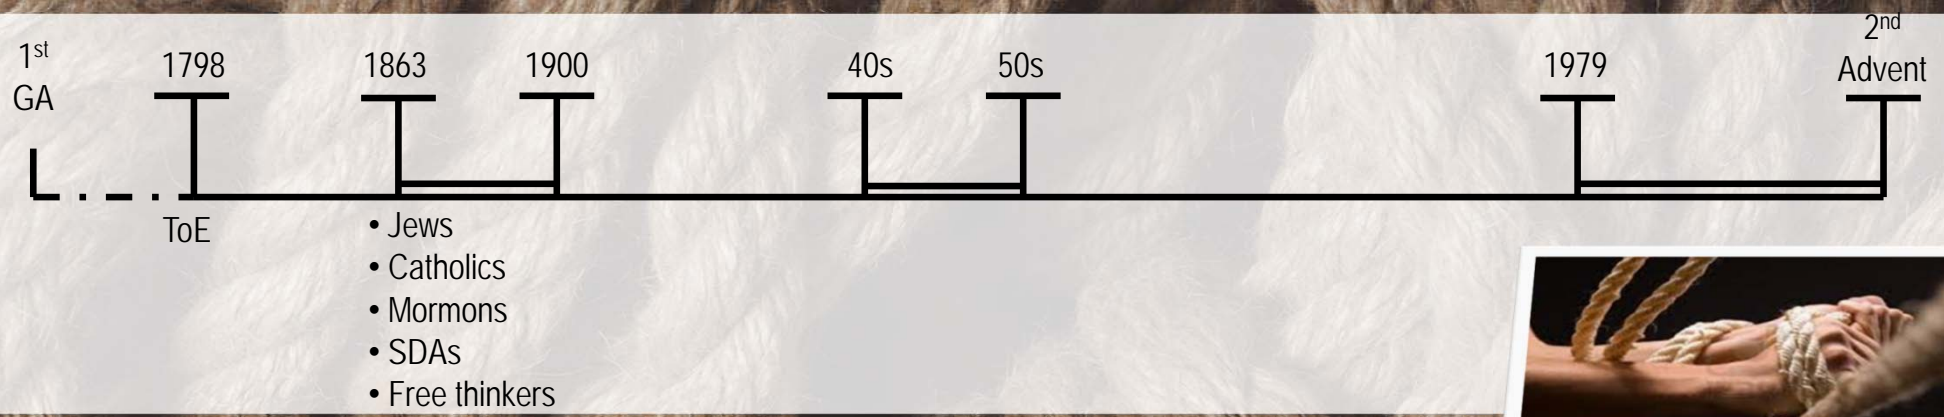 1st
GA
1798
1863
1900
40s
50s
1979
2nd
Advent
ToE
• Jews
• Catholics
• Mormons
• SDAs
• Free thinkers